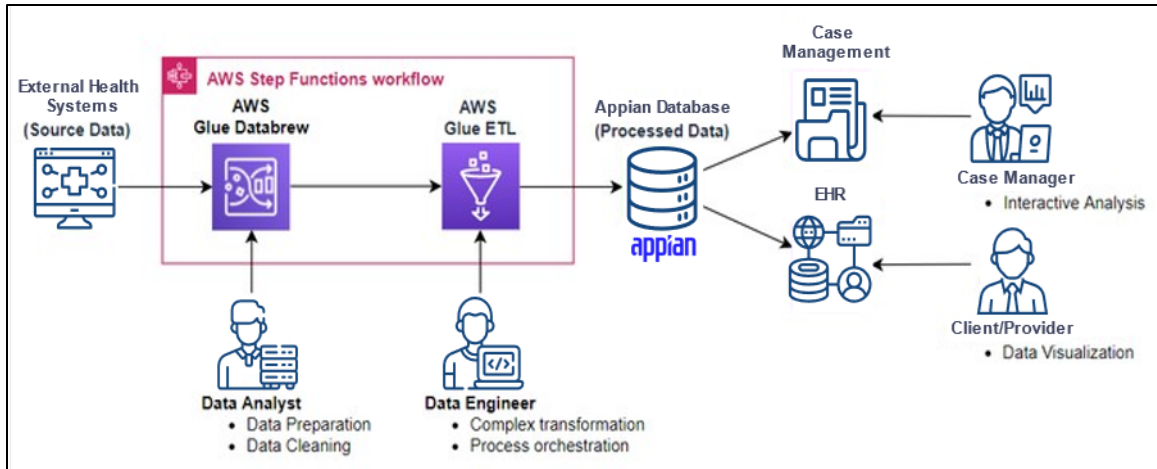 External Health
Systems
(Source Data)
AWS Step Functions workflow
AWS
Glue Databrew
AWS
Glue ETL
Appian Database
(Processed Data)
appian
Case
Management
EHR
Case Manager
• Interactive Analysis
Client/Provider
• Data Visualization
Data Analyst
• Data Preparation
• Data Cleaning
</>
Data Engineer
• Complex transformation
• Process orchestration